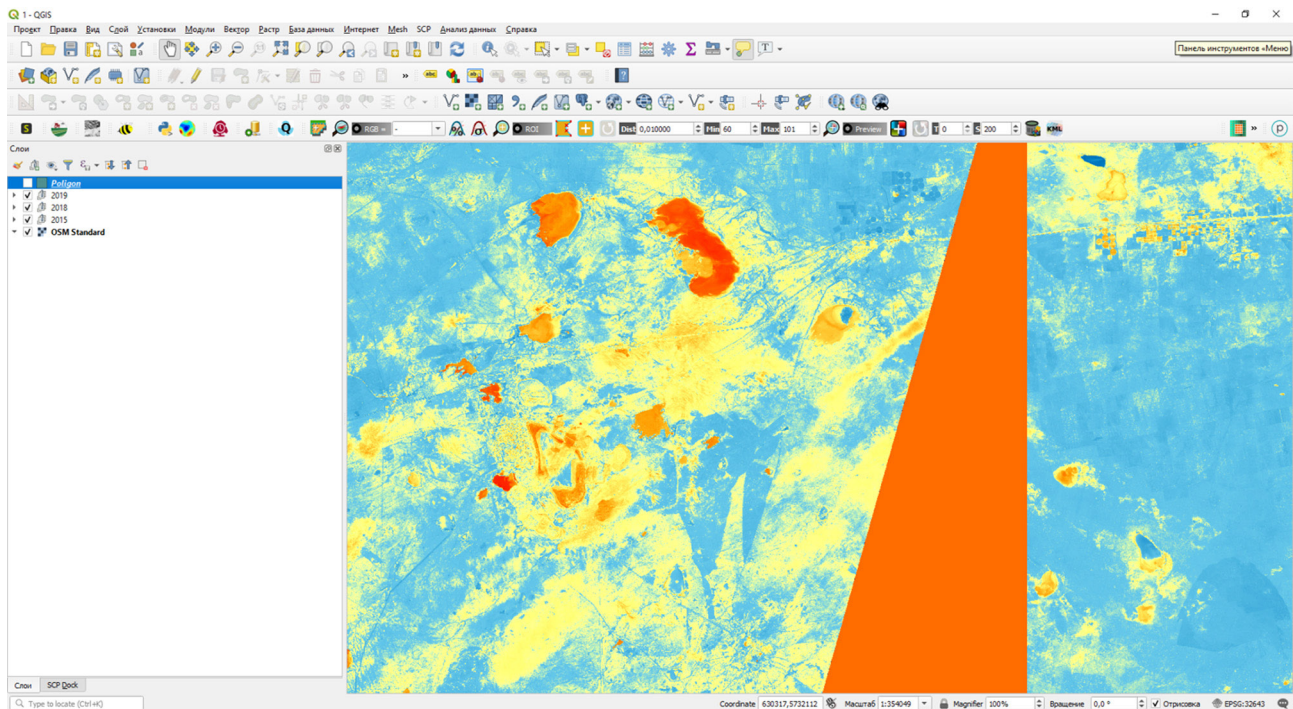 1 - QGIS
Проект Правка Вид Слой Установки Модули Вектор Растр База данных Интернет Mesh SCP Анализ данных Справка
Панель инструментов «Меню
RGB = - ROI Dist 0,010000 Min 60 Max 101 Preview T 0 S 200 KML
Слои
Poligon
2019
2018
2015
OSM Standard
Слои SCP Dock
Type to locate (Ctrl+K) Coordinate 630317,5732112 Масштаб 1:354049 Magnifier 100% Вращение 0,0 ° Отрисовка EPSG:32643